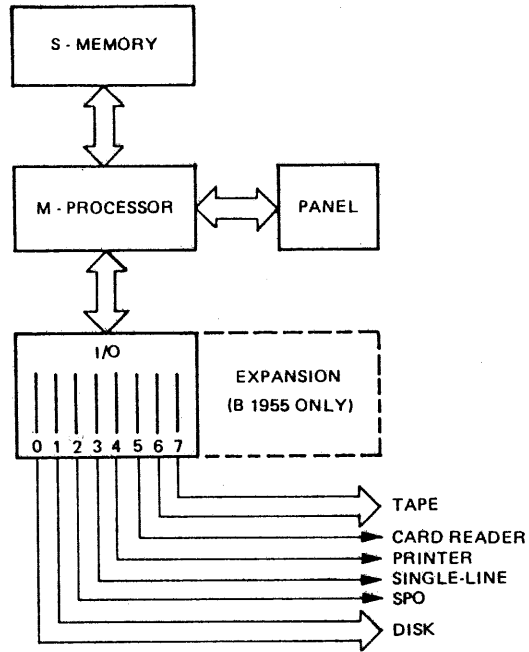 S - MEMORY
M - PROCESSOR
PANEL
I/O
EXPANSION
(B 1955 ONLY)
0 1 2 3 4 5 6 7
TAPE
CARD READER
PRINTER
SINGLE-LINE
SPO
DISK